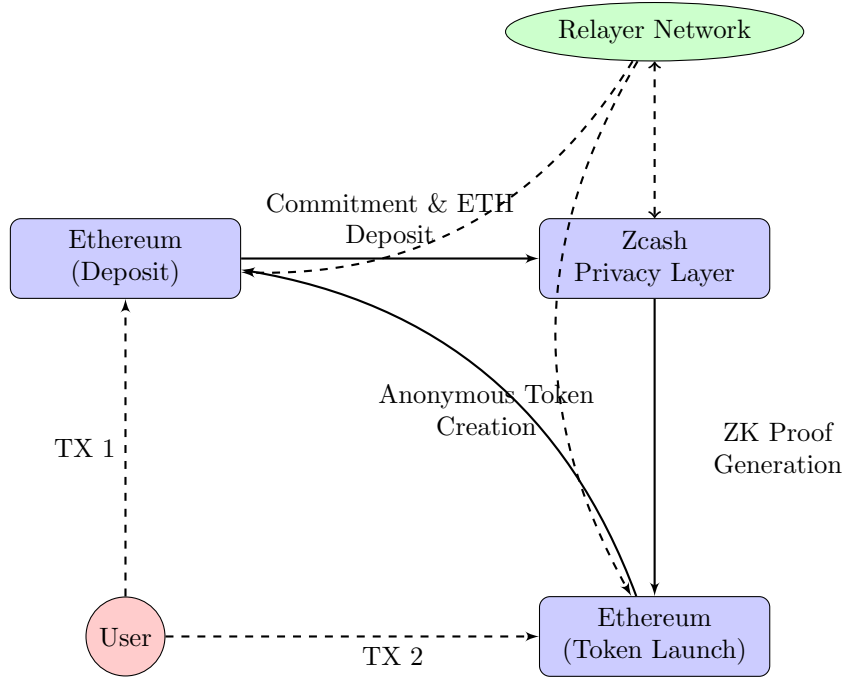 Relayer Network
Commitment & ETH
Deposit
Ethereum
(Deposit)
Zcash
Privacy Layer
Anonymous Token
Creation
ZK Proof
Generation
TX 1
User
TX 2
Ethereum
(Token Launch)